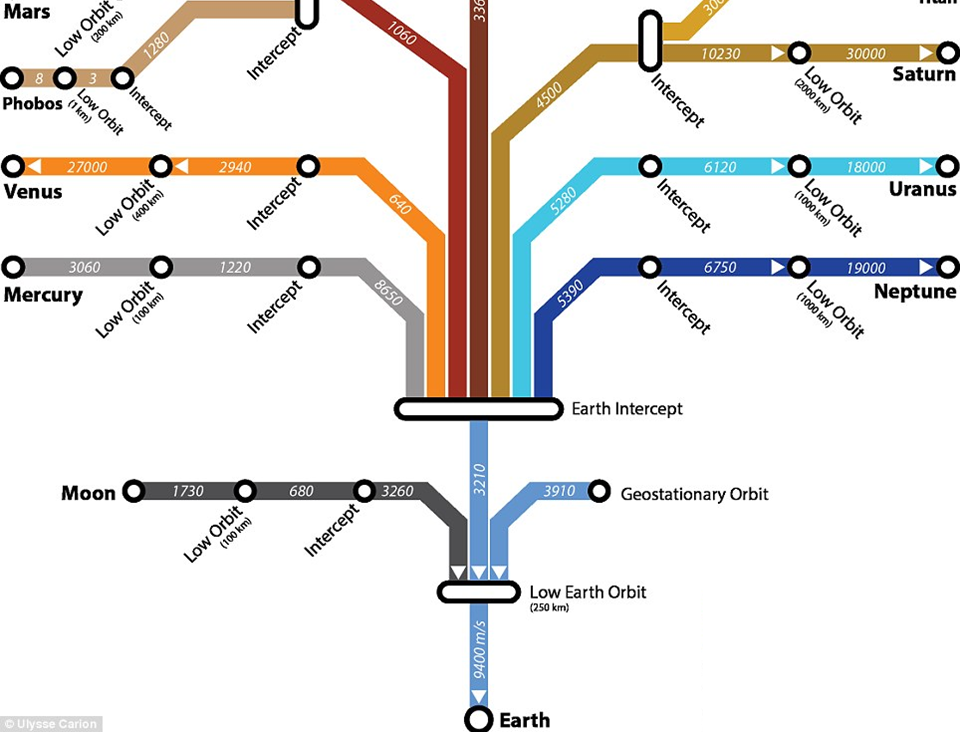 Mars
Low Orbit
(200 km)
1280
Intercept
1060
Intercept
10230
30000
Low Orbit
(2000 km)
Saturn
8
3
Phobos
Low Orbit
(1 km)
Intercept
4500
27000
2940
Venus
Low Orbit
(400 km)
Intercept
640
5280
6120
18000
Intercept
Low Orbit
(1000 km)
Uranus
3060
1220
Mercury
Low Orbit
(100 km)
Intercept
8650
5390
6750
19000
Intercept
Low Orbit
(1000 km)
Neptune
Earth Intercept
3210
Moon
1730
680
3260
Low Orbit
(100 km)
Intercept
3910
Geostationary Orbit
Low Earth Orbit
(250 km)
9400 m/s
Earth
© Ulysse Carion